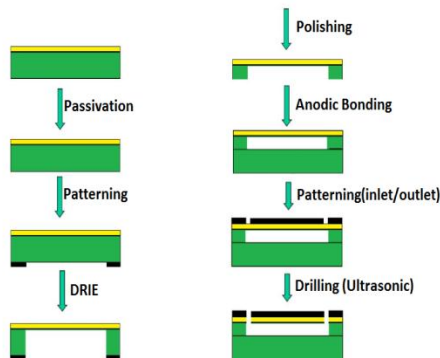 Passivation
Patterning
DRIE
Polishing
Anodic Bonding
Patterning(inlet/outlet)
Drilling (Ultrasonic)